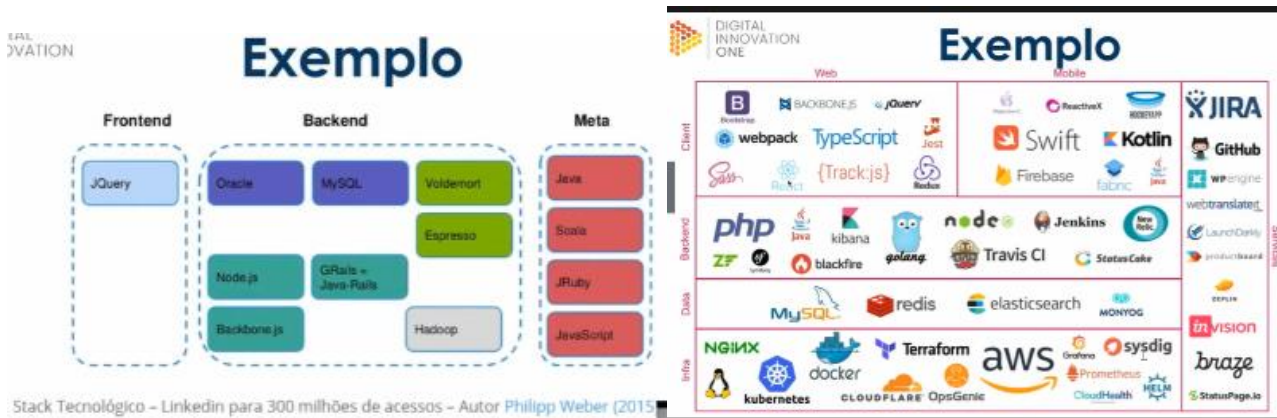 OVATION
Exemplo
Frontend
Backend
Meta
JQuery
Oracle
MySQL
Voldemort
Java
Espresso
Scala
Node.js
GRails =
Java-Rails
JRuby
Backbone.js
Hadoop
JavaScript
Stack Tecnológico – Linkedin para 300 milhões de acessos – Autor Philipp Weber (2015
DIGITAL
INNOVATION
ONE
Exemplo
Web
Mobile
Client
Bootstrap
BACKBONE.JS
jQuery
ReactiveX
HOCKEYAPP
webpack
TypeScript
Jest
Swift
Kotlin
Sass
React
{Track:js}
Redux
Firebase
fabric
Java
Backend
php
Java
kibana
golang
node
Jenkins
New
Relic
ZF
blackfire
Travis CI
StatusCake
Data
MySQL
redis
elasticsearch
MONYOG
Infra
NGINX
kubernetes
docker
Terraform
CLOUDFLARE
OpsGenie
aws
Grafana
sysdig
Prometheus
CloudHealth
HELM
Services
JIRA
GitHub
WPengine
webtranslateit
LaunchDarkly
productboard
ZEPLIN
invision
braze
StatusPage.io